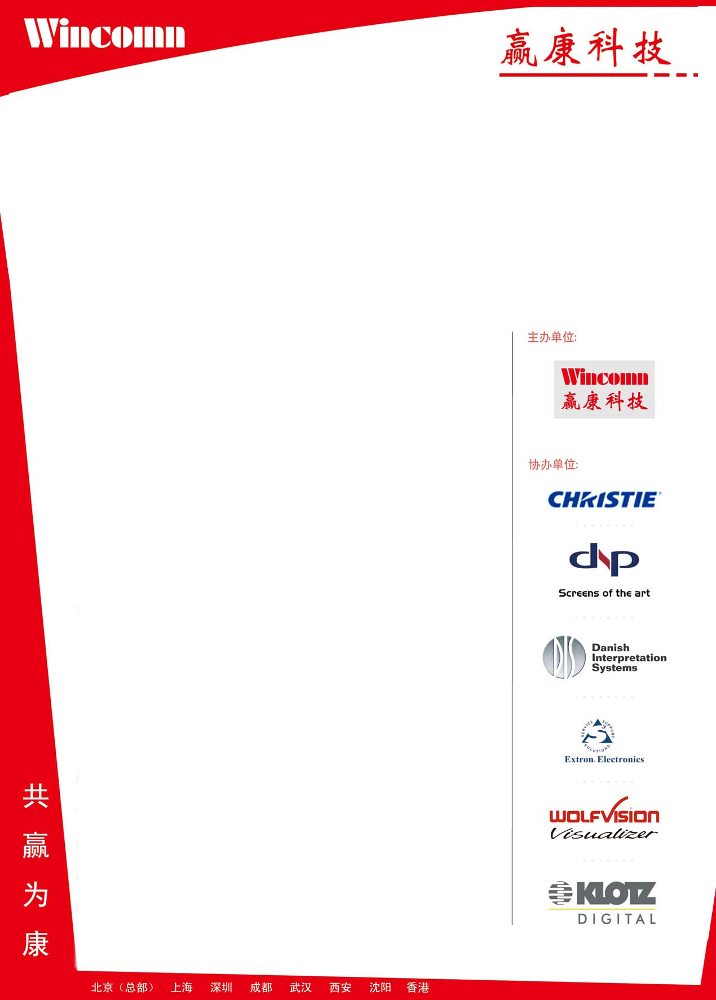 Wincomn
赢康科技
主办单位:
Wincomn
赢康科技
协办单位:
CHRISTIE®
dnp
Screens of the art
DIS
Danish
Interpretation
Systems
SERVICE SUPPORT SOLUTIONS
Extron® Electronics
WOLFVISION®
Visualizer
KLOTZ
DIGITAL
共
赢
为
康
北京（总部） 上海 深圳 成都 武汉 西安 沈阳 香港